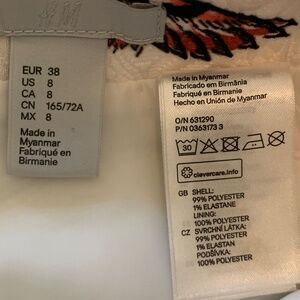 H&M
EUR 38
US 8
CA 8
CN 165/72A
MX 8
Made in
Myanmar
Fabriqué en
Birmanie
Made in Myanmar
Fabricado em Birmânia
Fabriqué en Birmanie
Hecho en Unión de Myanmar
O/N 631290
P/N 0363173 3
30
clevercare.info
GB SHELL:
99% POLYESTER
1% ELASTANE
LINING:
100% POLYESTER
CZ SVRCHNÍ LÁTKA:
99% POLYESTER
1% ELASTAN
PODŠÍVKA:
100% POLYESTER